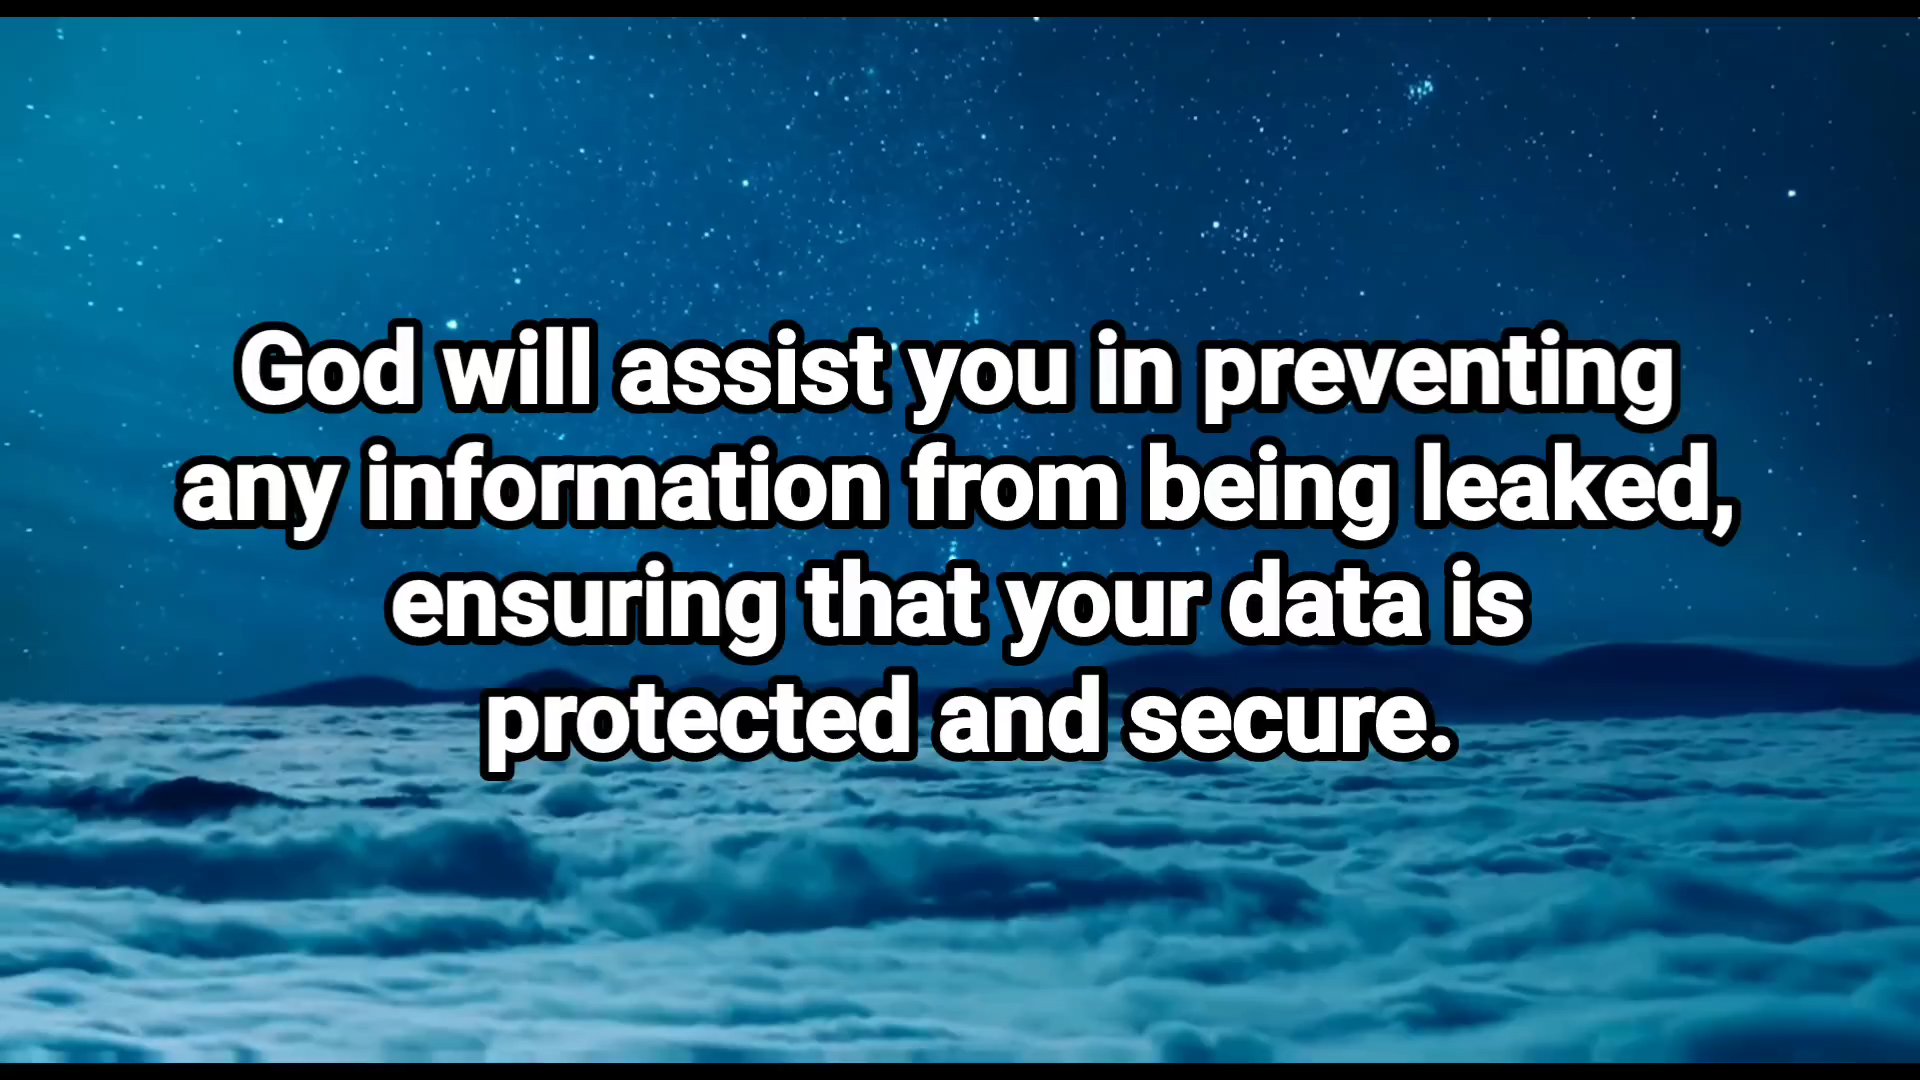 God will assist you in preventing
any information from being leaked,
ensuring that your data is
protected and secure.